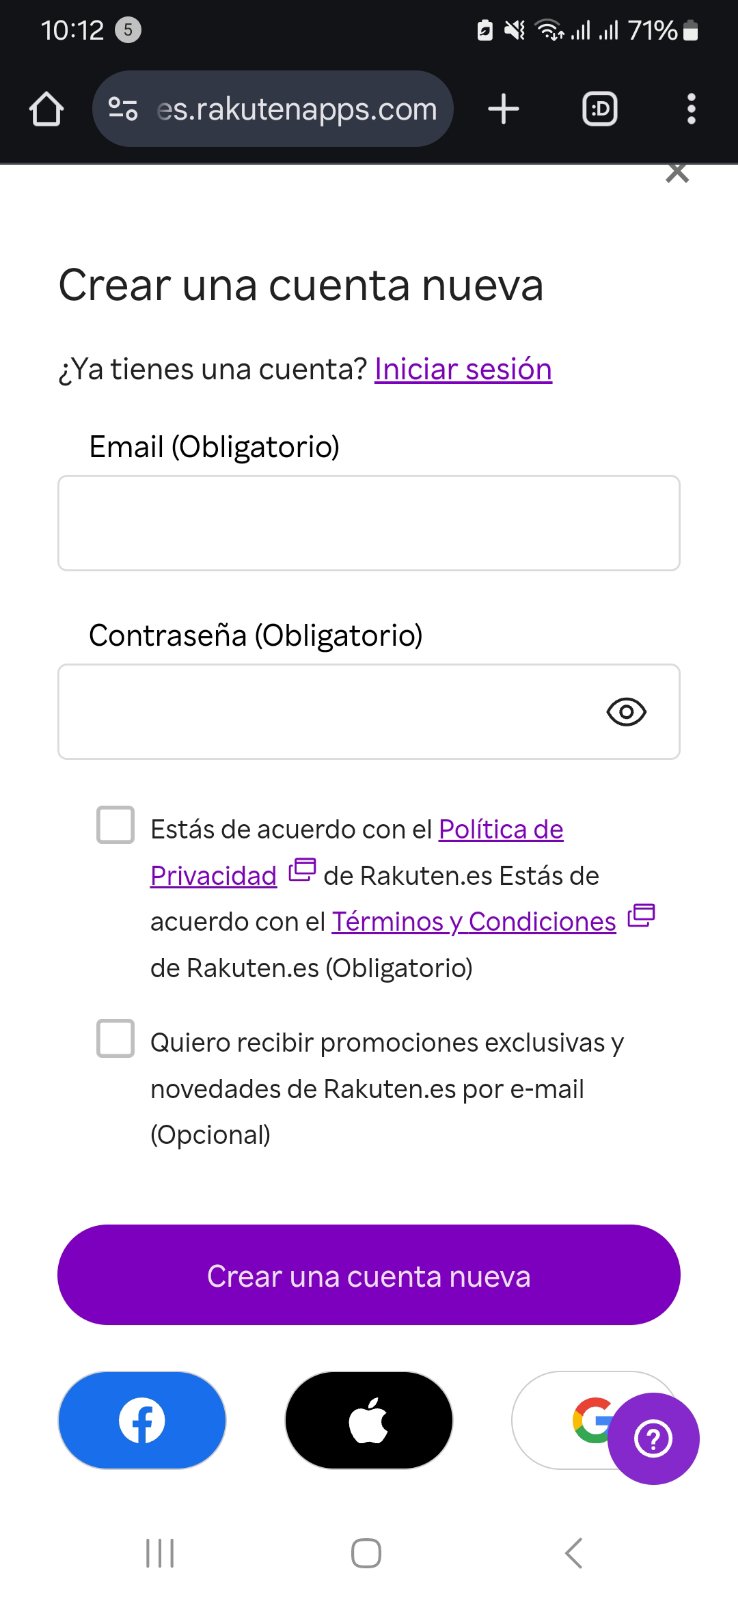 10:12 5 71%
es.rakutenapps.com :D
Crear una cuenta nueva
¿Ya tienes una cuenta? Iniciar sesión
Email (Obligatorio)
Contraseña (Obligatorio)
Estás de acuerdo con el Política de
Privacidad de Rakuten.es Estás de
acuerdo con el Términos y Condiciones
de Rakuten.es (Obligatorio)
Quiero recibir promociones exclusivas y
novedades de Rakuten.es por e-mail
(Opcional)
Crear una cuenta nueva